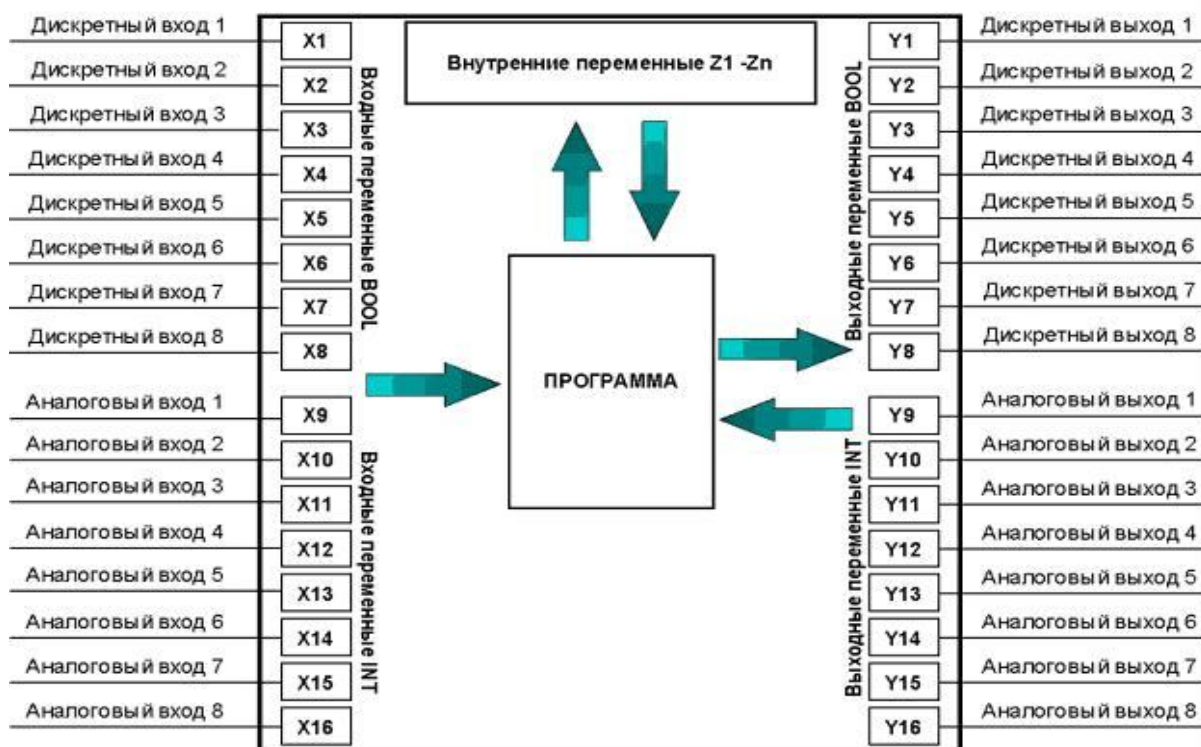 Дискретный вход 1
Дискретный вход 2
Дискретный вход 3
Дискретный вход 4
Дискретный вход 5
Дискретный вход 6
Дискретный вход 7
Дискретный вход 8
Аналоговый вход 1
Аналоговый вход 2
Аналоговый вход 3
Аналоговый вход 4
Аналоговый вход 5
Аналоговый вход 6
Аналоговый вход 7
Аналоговый вход 8
X1
X2
X3
X4
X5
X6
X7
X8
X9
X10
X11
X12
X13
X14
X15
X16
Входные переменные BOOL
Входные переменные INT
Внутренние переменные Z1 -Zn
ПРОГРАММА
Выходные переменные BOOL
Выходные переменные INT
Y1
Y2
Y3
Y4
Y5
Y6
Y7
Y8
Y9
Y10
Y11
Y12
Y13
Y14
Y15
Y16
Дискретный выход 1
Дискретный выход 2
Дискретный выход 3
Дискретный выход 4
Дискретный выход 5
Дискретный выход 6
Дискретный выход 7
Дискретный выход 8
Аналоговый выход 1
Аналоговый выход 2
Аналоговый выход 3
Аналоговый выход 4
Аналоговый выход 5
Аналоговый выход 6
Аналоговый выход 7
Аналоговый выход 8